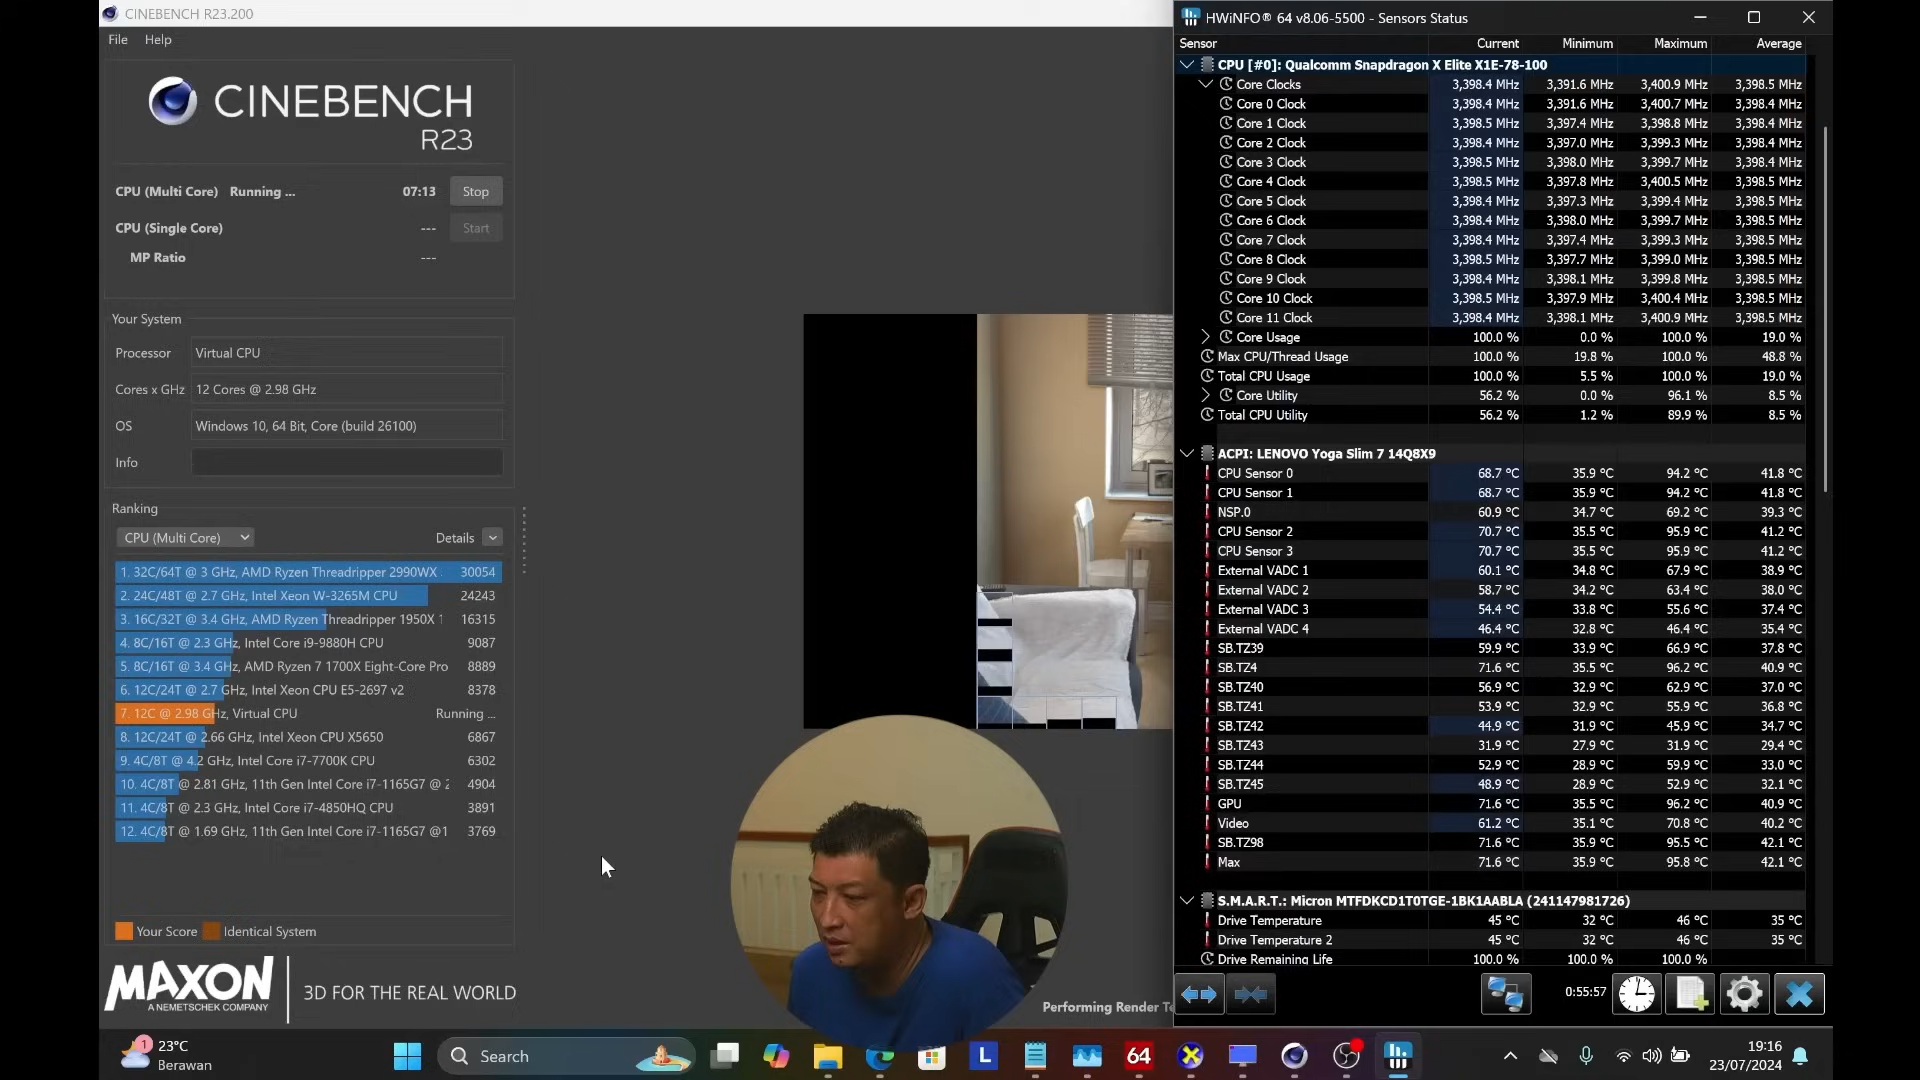 CINEBENCH R23.200
File Help
CINEBENCH
R23
CPU (Multi Core) Running ... 07:13 Stop
CPU (Single Core) --- Start
MP Ratio ---
Your System
Processor Virtual CPU
Cores x GHz 12 Cores @ 2.98 GHz
OS Windows 10, 64 Bit, Core (build 26100)
Info
Ranking
CPU (Multi Core) Details
1. 32C/64T @ 3 GHz, AMD Ryzen Threadripper 2990WX 30054
2. 24C/48T @ 2.7 GHz, Intel Xeon W-3265M CPU 24243
3. 16C/32T @ 3.4 GHz, AMD Ryzen Threadripper 1950X 1 16315
4. 8C/16T @ 2.3 GHz, Intel Core i9-9880H CPU 9087
5. 8C/16T @ 3.4 GHz, AMD Ryzen 7 1700X Eight-Core Pro 8889
6. 12C/24T @ 2.7 GHz, Intel Xeon CPU E5-2697 v2 8378
7. 12C @ 2.98 GHz, Virtual CPU Running ...
8. 12C/24T @ 2.66 GHz, Intel Xeon CPU X5650 6867
9. 4C/8T @ 4.2 GHz, Intel Core i7-7700K CPU 6302
10. 4C/8T @ 2.81 GHz, 11th Gen Intel Core i7-1165G7 @ 2 4904
11. 4C/8T @ 2.3 GHz, Intel Core i7-4850HQ CPU 3891
12. 4C/8T @ 1.69 GHz, 11th Gen Intel Core i7-1165G7 @1 3769
Your Score Identical System
MAXON
A NEMETSCHEK COMPANY
3D FOR THE REAL WORLD
Performing Render Te
HWiNFO® 64 v8.06-5500 - Sensors Status
Sensor Current Minimum Maximum Average
CPU [#0]: Qualcomm Snapdragon X Elite X1E-78-100
Core Clocks 3,398.4 MHz 3,391.6 MHz 3,400.9 MHz 3,398.5 MHz
Core 0 Clock 3,398.4 MHz 3,391.6 MHz 3,400.7 MHz 3,398.4 MHz
Core 1 Clock 3,398.5 MHz 3,397.4 MHz 3,398.8 MHz 3,398.4 MHz
Core 2 Clock 3,398.4 MHz 3,397.0 MHz 3,399.3 MHz 3,398.4 MHz
Core 3 Clock 3,398.5 MHz 3,398.0 MHz 3,399.7 MHz 3,398.4 MHz
Core 4 Clock 3,398.5 MHz 3,397.8 MHz 3,400.5 MHz 3,398.5 MHz
Core 5 Clock 3,398.4 MHz 3,397.3 MHz 3,399.4 MHz 3,398.5 MHz
Core 6 Clock 3,398.4 MHz 3,398.0 MHz 3,399.7 MHz 3,398.5 MHz
Core 7 Clock 3,398.4 MHz 3,397.4 MHz 3,399.3 MHz 3,398.5 MHz
Core 8 Clock 3,398.5 MHz 3,397.7 MHz 3,399.0 MHz 3,398.5 MHz
Core 9 Clock 3,398.4 MHz 3,398.1 MHz 3,399.8 MHz 3,398.5 MHz
Core 10 Clock 3,398.5 MHz 3,397.9 MHz 3,400.4 MHz 3,398.5 MHz
Core 11 Clock 3,398.4 MHz 3,398.1 MHz 3,400.9 MHz 3,398.5 MHz
Core Usage 100.0 % 0.0 % 100.0 % 19.0 %
Max CPU/Thread Usage 100.0 % 19.8 % 100.0 % 48.8 %
Total CPU Usage 100.0 % 5.5 % 100.0 % 19.0 %
Core Utility 56.2 % 0.0 % 96.1 % 8.5 %
Total CPU Utility 56.2 % 1.2 % 89.9 % 8.5 %
ACPI: LENOVO Yoga Slim 7 14Q8X9
CPU Sensor 0 68.7 °C 35.9 °C 94.2 °C 41.8 °C
CPU Sensor 1 68.7 °C 35.9 °C 94.2 °C 41.8 °C
NSP.0 60.9 °C 34.7 °C 69.2 °C 39.3 °C
CPU Sensor 2 70.7 °C 35.5 °C 95.9 °C 41.2 °C
CPU Sensor 3 70.7 °C 35.5 °C 95.9 °C 41.2 °C
External VADC 1 60.1 °C 34.8 °C 67.9 °C 38.9 °C
External VADC 2 58.7 °C 34.2 °C 63.4 °C 38.0 °C
External VADC 3 54.4 °C 33.8 °C 55.6 °C 37.4 °C
External VADC 4 46.4 °C 32.8 °C 46.4 °C 35.4 °C
SB.TZ39 59.9 °C 33.9 °C 66.9 °C 37.8 °C
SB.TZ4 71.6 °C 35.5 °C 96.2 °C 40.9 °C
SB.TZ40 56.9 °C 32.9 °C 62.9 °C 37.0 °C
SB.TZ41 53.9 °C 32.9 °C 55.9 °C 36.8 °C
SB.TZ42 44.9 °C 31.9 °C 45.9 °C 34.7 °C
SB.TZ43 31.9 °C 27.9 °C 31.9 °C 29.4 °C
SB.TZ44 52.9 °C 28.9 °C 59.9 °C 33.0 °C
SB.TZ45 48.9 °C 28.9 °C 52.9 °C 32.1 °C
GPU 71.6 °C 35.5 °C 96.2 °C 40.9 °C
Video 61.2 °C 35.1 °C 70.8 °C 40.2 °C
SB.TZ98 71.6 °C 35.9 °C 95.5 °C 42.1 °C
Max 71.6 °C 35.9 °C 95.8 °C 42.1 °C
S.M.A.R.T.: Micron MTFDKCD1T0TGE-1BK1AABLA (241147981726)
Drive Temperature 45 °C 32 °C 46 °C 35 °C
Drive Temperature 2 45 °C 32 °C 46 °C 35 °C
Drive Remaining Life 100.0 % 100.0 % 100.0 %
0:55:57
1 23°C
Berawan
Search
L
64
19:16
23/07/2024